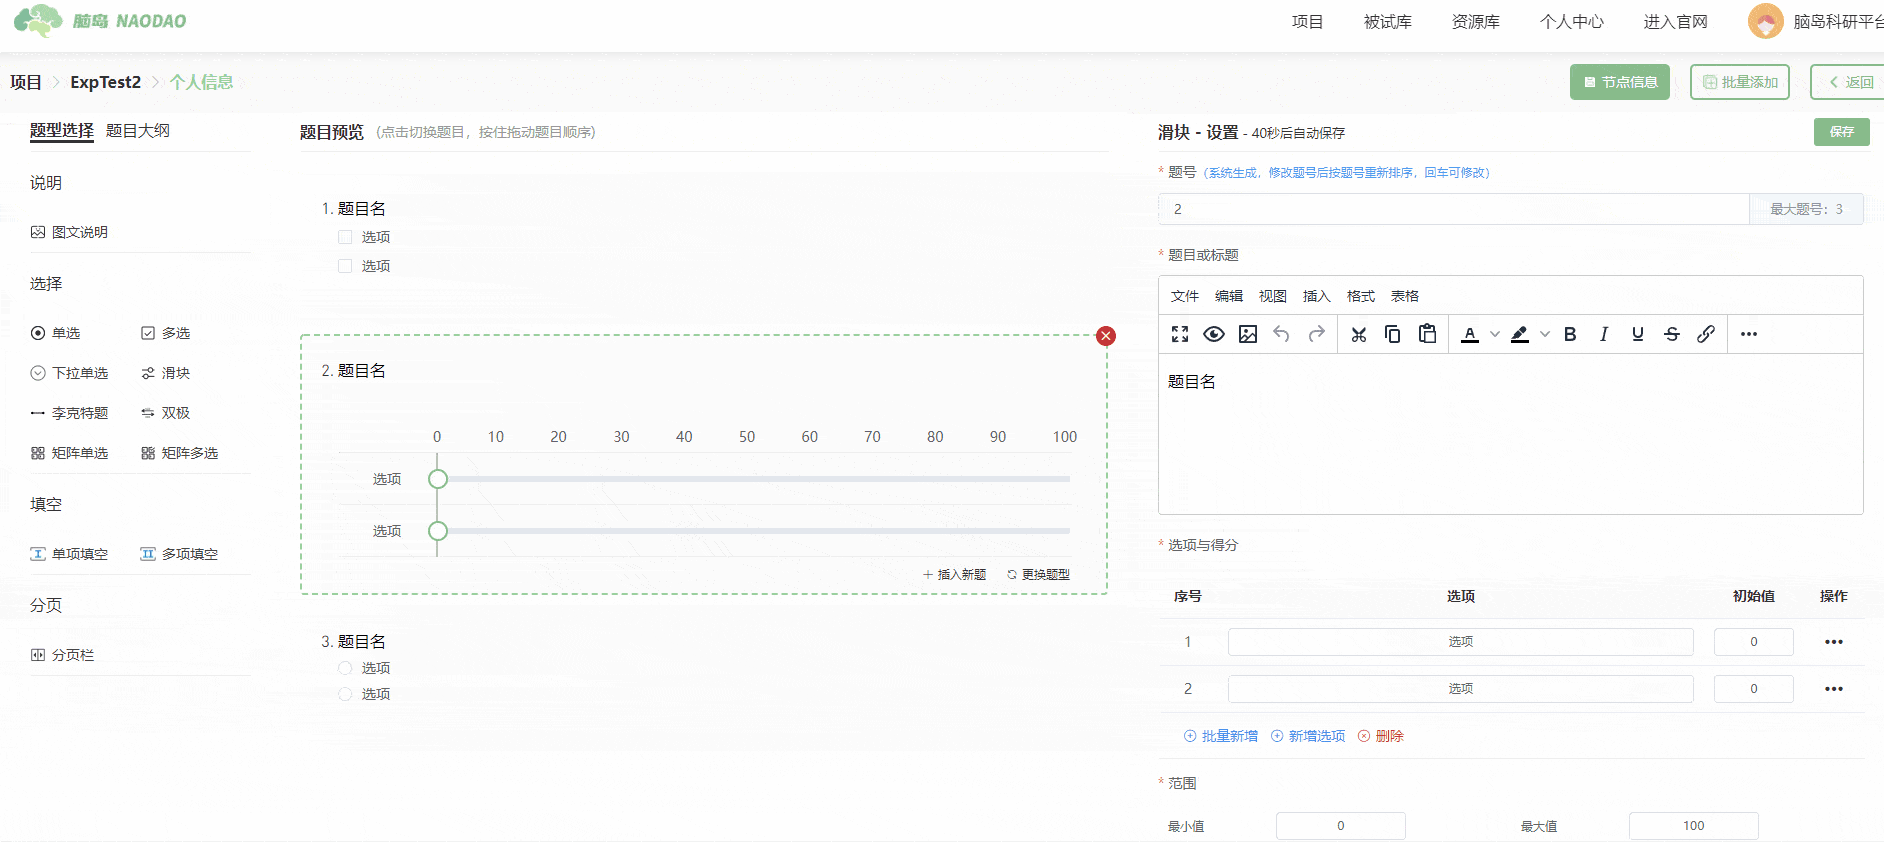 脑岛 NAODAO
项目 被试库 资源库 个人中心 进入官网 脑岛科研平台
项目 > ExpTest2 > 个人信息
节点信息 批量添加 返回
题型选择 题目大纲
说明
图文说明
选择
单选 多选
下拉单选 滑块
李克特题 双极
矩阵单选 矩阵多选
填空
单项填空 多项填空
分页
分页栏
题目预览 (点击切换题目，按住拖动题目顺序)
1. 题目名
选项
选项
2. 题目名
0 10 20 30 40 50 60 70 80 90 100
选项
选项
插入新题 更换题型
3. 题目名
选项
选项
滑块 - 设置 - 40秒后自动保存 保存
* 题号 (系统生成，修改题号后按题号重新排序，回车可修改)
2 最大题号：3
* 题目或标题
文件 编辑 视图 插入 格式 表格
题目名
* 选项与得分
序号 选项 初始值 操作
1 选项 0
2 选项 0
批量新增 新增选项 删除
* 范围
最小值 0 最大值 100